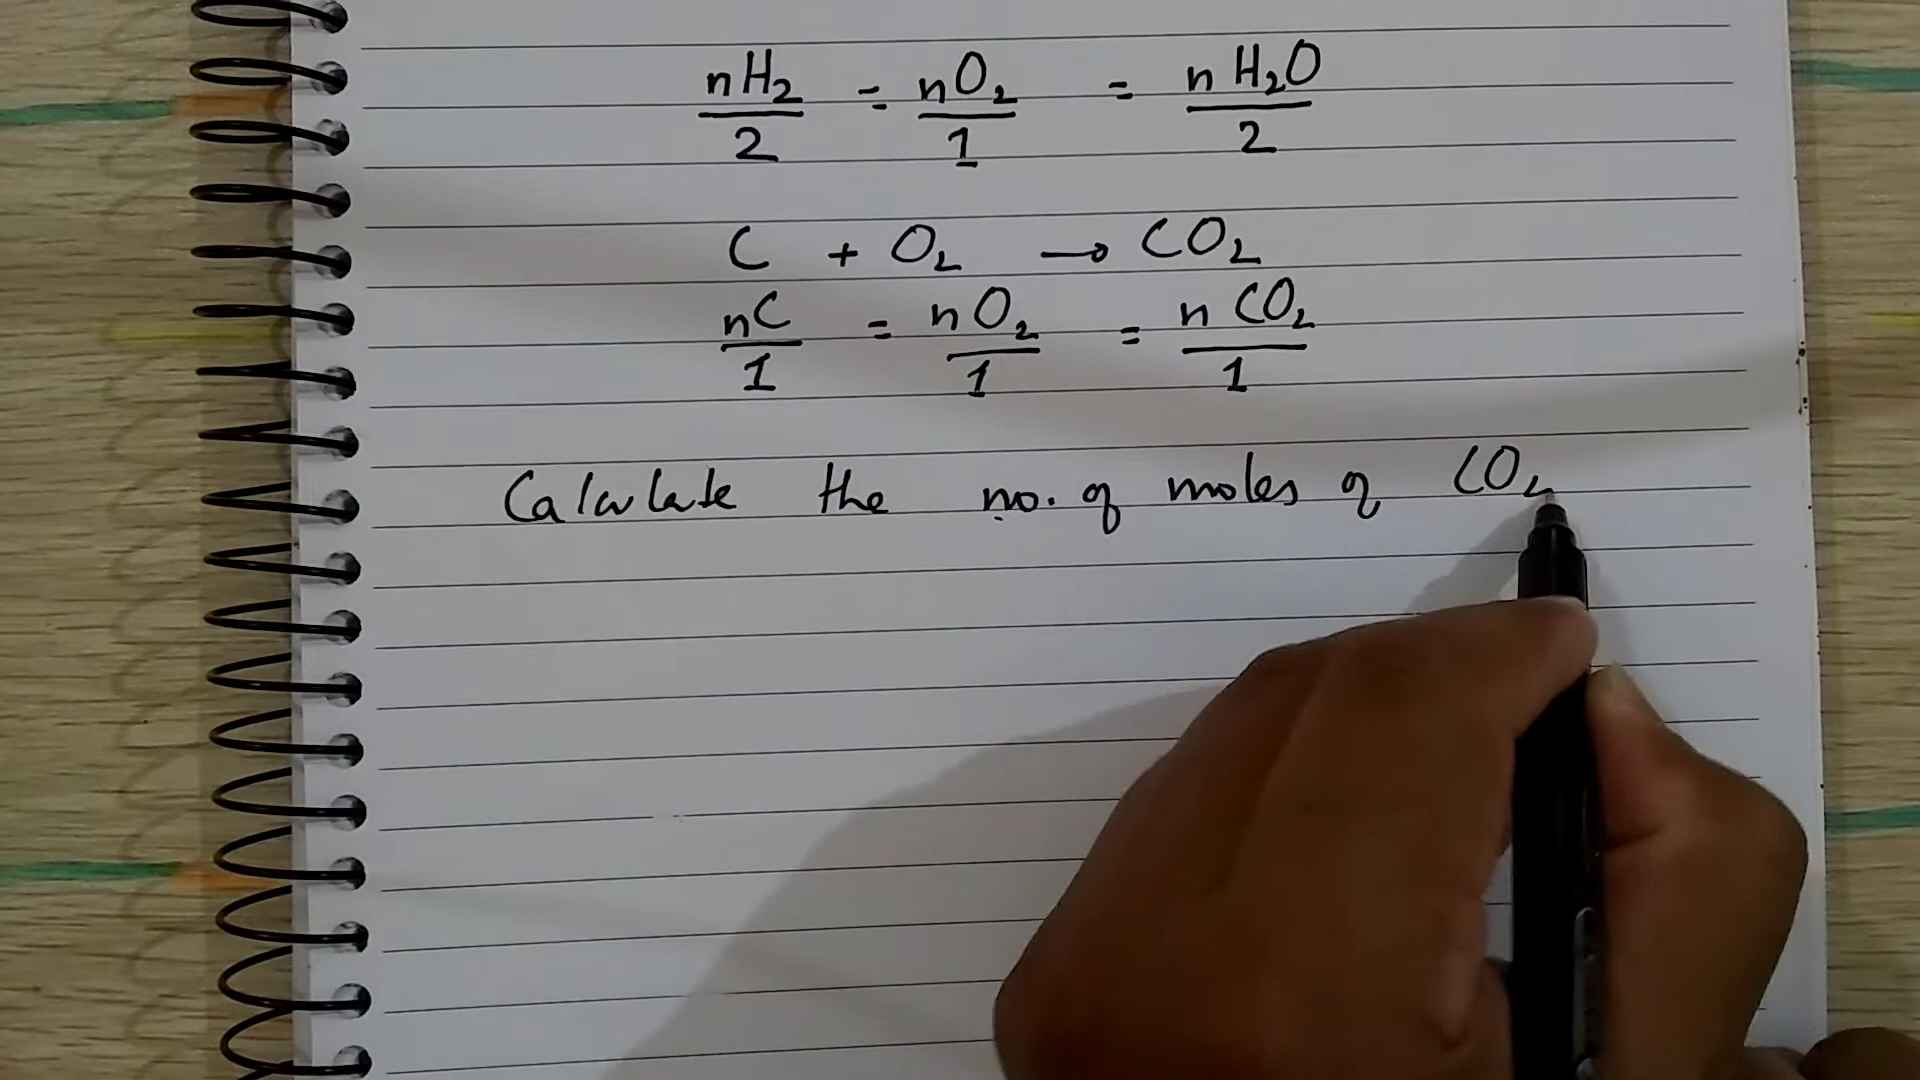 nH₂ = nO₂ = nH₂O
2 1 2
C + O₂ → CO₂
nC = nO₂ = nCO₂
1 1 1
Calculate the no. of moles of CO₂